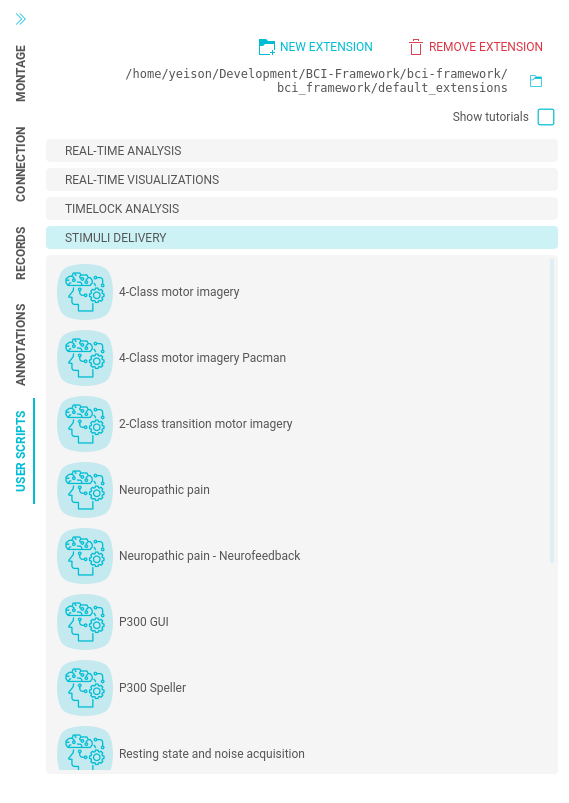 NEW EXTENSION
REMOVE EXTENSION
/home/yeison/Development/BCI-Framework/bci-framework/
bci_framework/default_extensions
Show tutorials
MONTAGE
CONNECTION
RECORDS
ANNOTATIONS
USER SCRIPTS
REAL-TIME ANALYSIS
REAL-TIME VISUALIZATIONS
TIMELOCK ANALYSIS
STIMULI DELIVERY
4-Class motor imagery
4-Class motor imagery Pacman
2-Class transition motor imagery
Neuropathic pain
Neuropathic pain - Neurofeedback
P300 GUI
P300 Speller
Resting state and noise acquisition